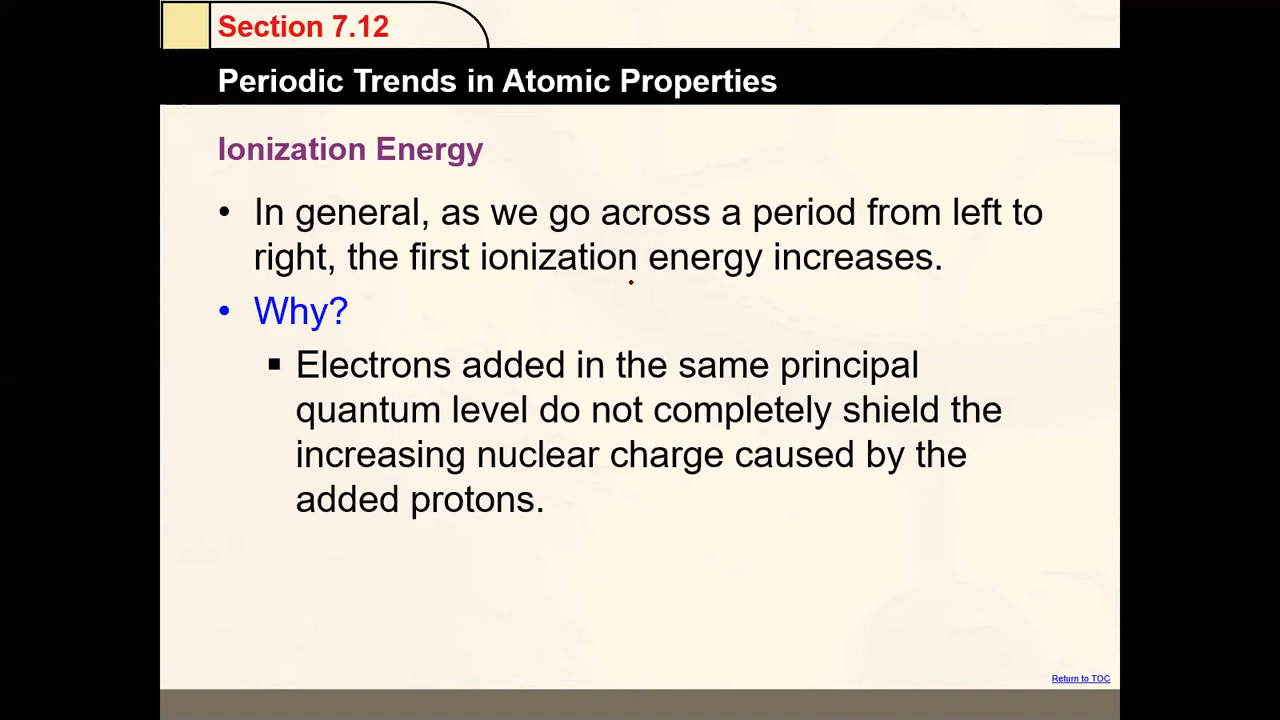 Section 7.12
Periodic Trends in Atomic Properties
Ionization Energy
• In general, as we go across a period from left to
right, the first ionization energy increases.
• Why?
▪ Electrons added in the same principal
quantum level do not completely shield the
increasing nuclear charge caused by the
added protons.
Return to TOC